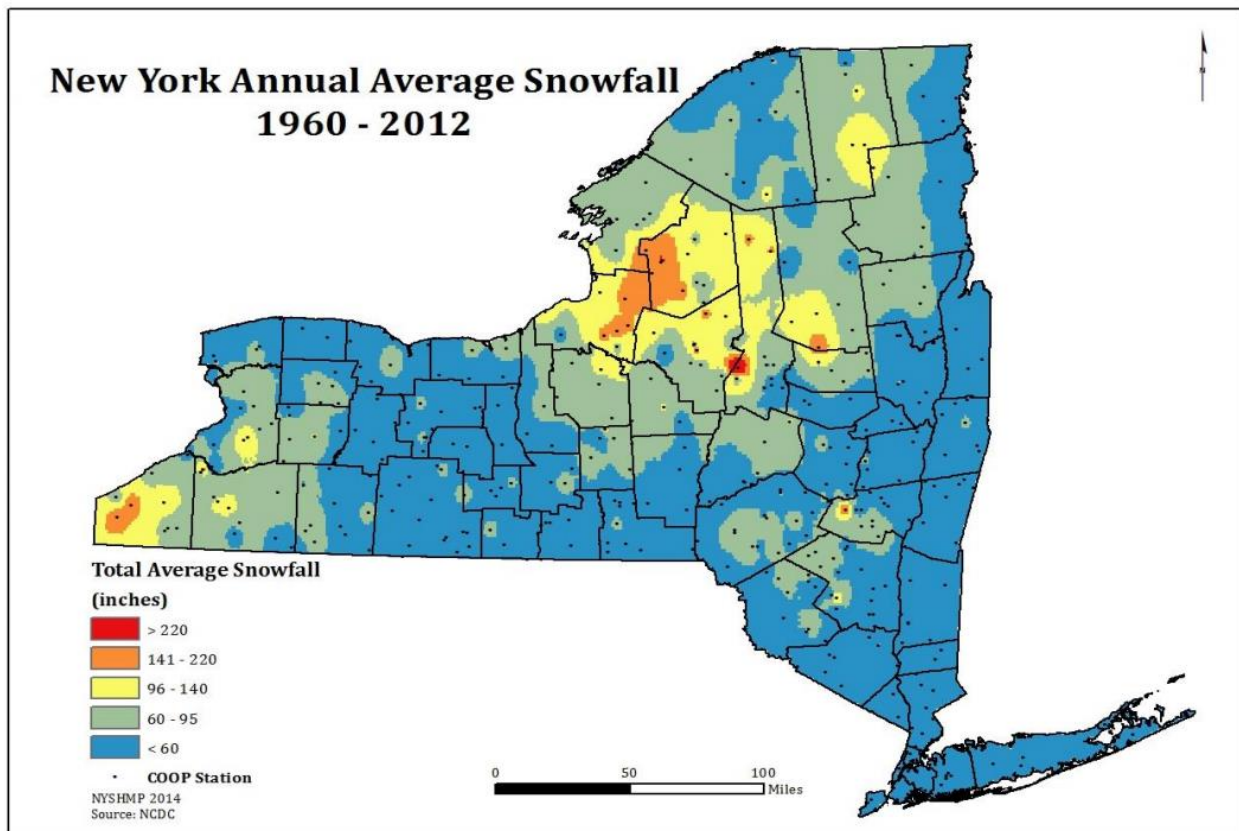 New York Annual Average Snowfall
1960 - 2012
N
Total Average Snowfall
(inches)
> 220
141 - 220
96 - 140
60 - 95
< 60
COOP Station
NYSHMP 2014
Source: NCDC
0 50 100
Miles